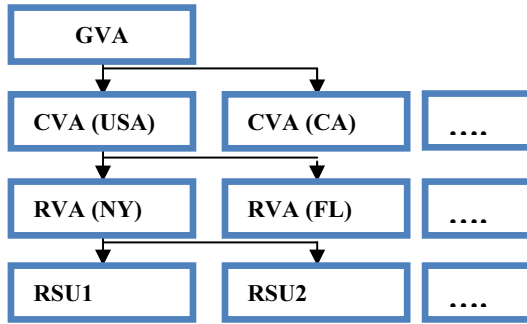 GVA
CVA (USA) CVA (CA) ....
RVA (NY) RVA (FL) ....
RSU1 RSU2 ....